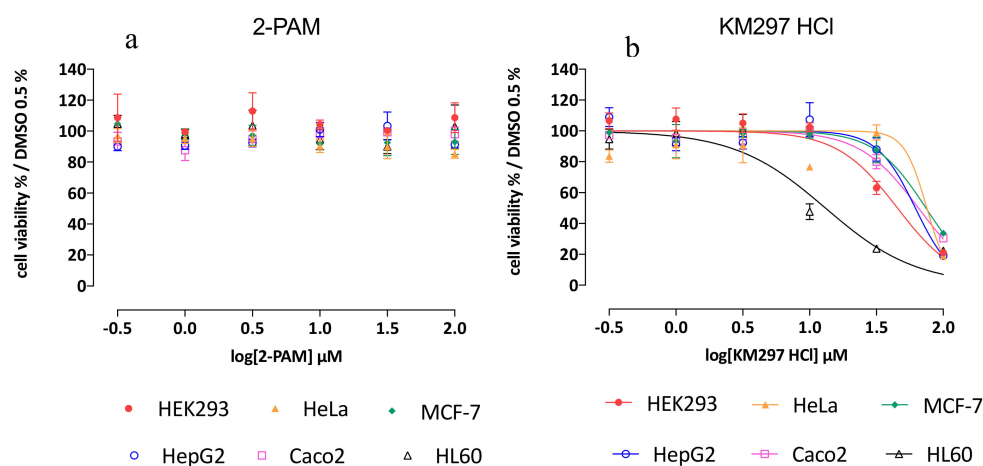 2-PAM
a
cell viability % / DMSO 0.5 %
140
120
100
80
60
40
20
0
-0.5 0.0 0.5 1.0 1.5 2.0
log[2-PAM] µM
HEK293 HeLa MCF-7
HepG2 Caco2 HL60
KM297 HCl
b
cell viability % / DMSO 0.5 %
140
120
100
80
60
40
20
0
-0.5 0.0 0.5 1.0 1.5 2.0
log[KM297 HCl] µM
HEK293 HeLa MCF-7
HepG2 Caco2 HL60